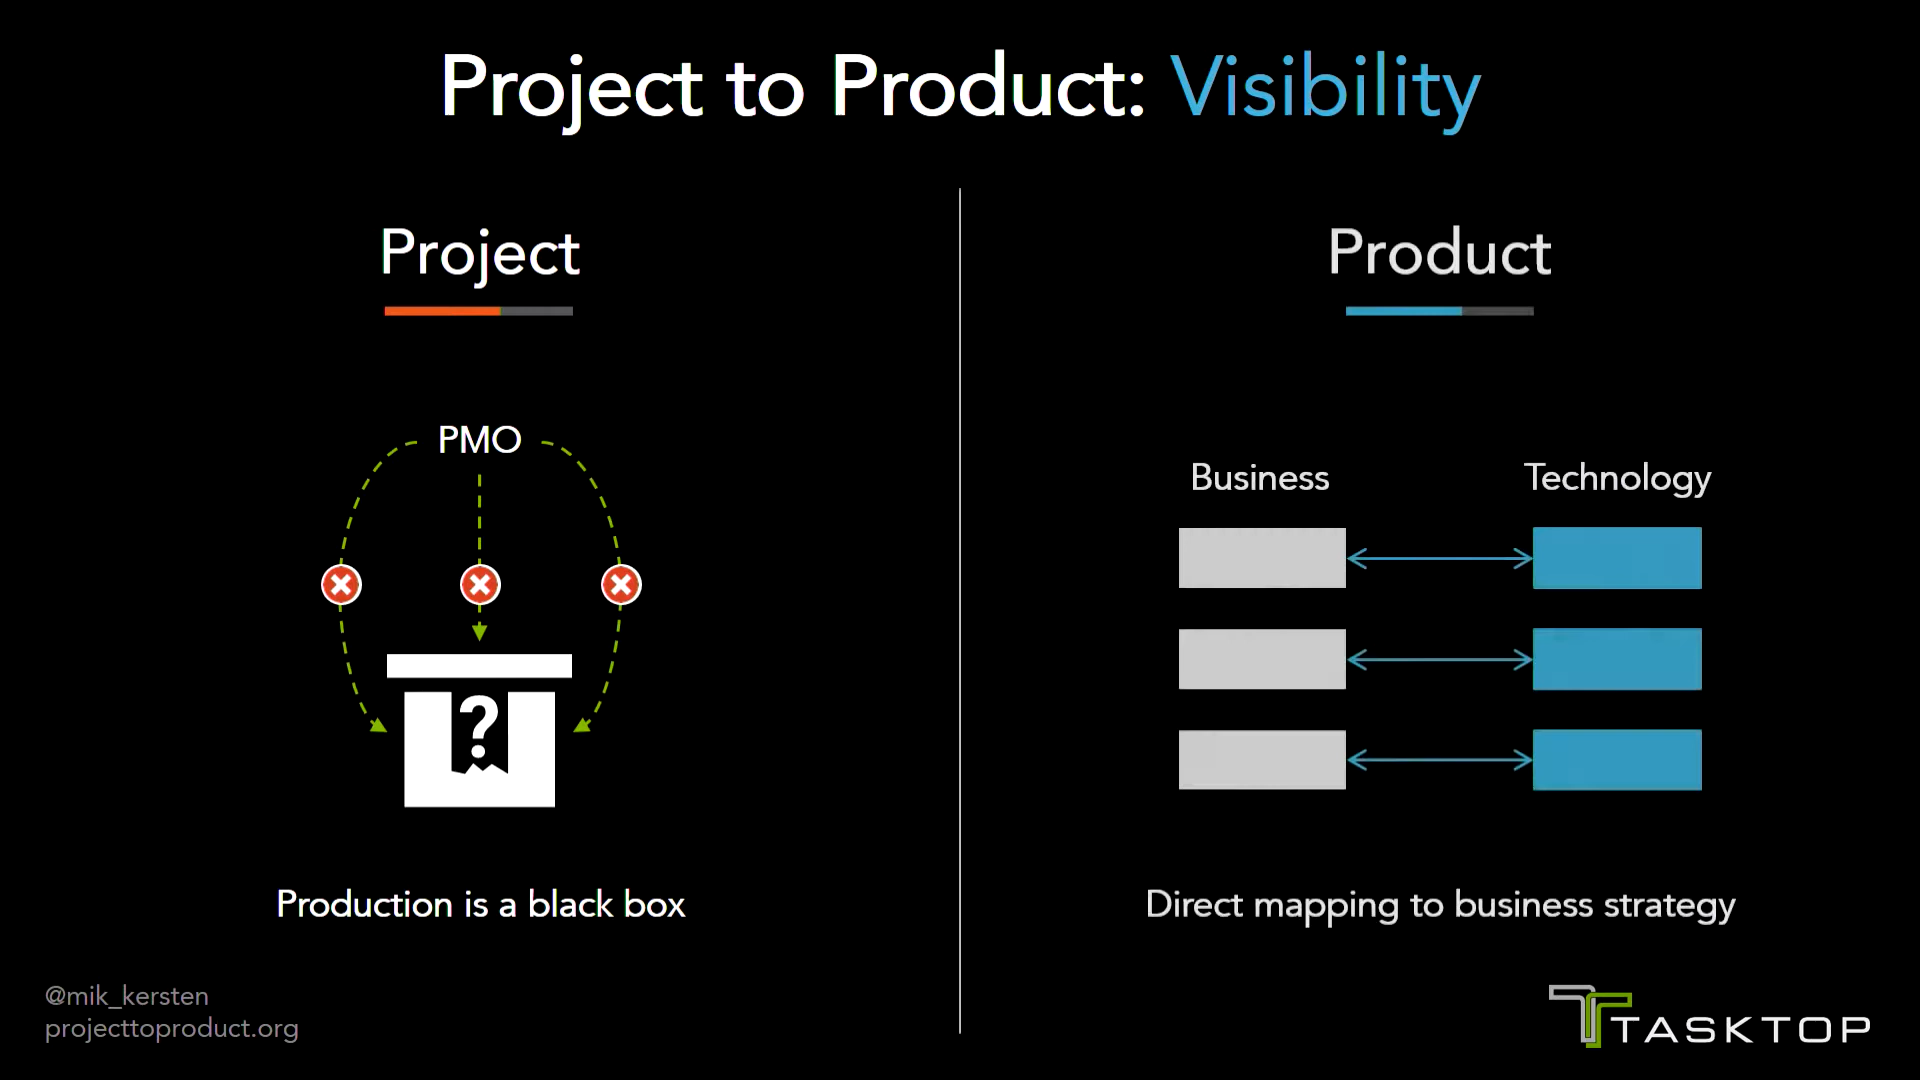 Project to Product: Visibility
Project
PMO
?
Production is a black box
Product
Business Technology
Direct mapping to business strategy
@mik_kersten
projecttoproduct.org
TASKTOP